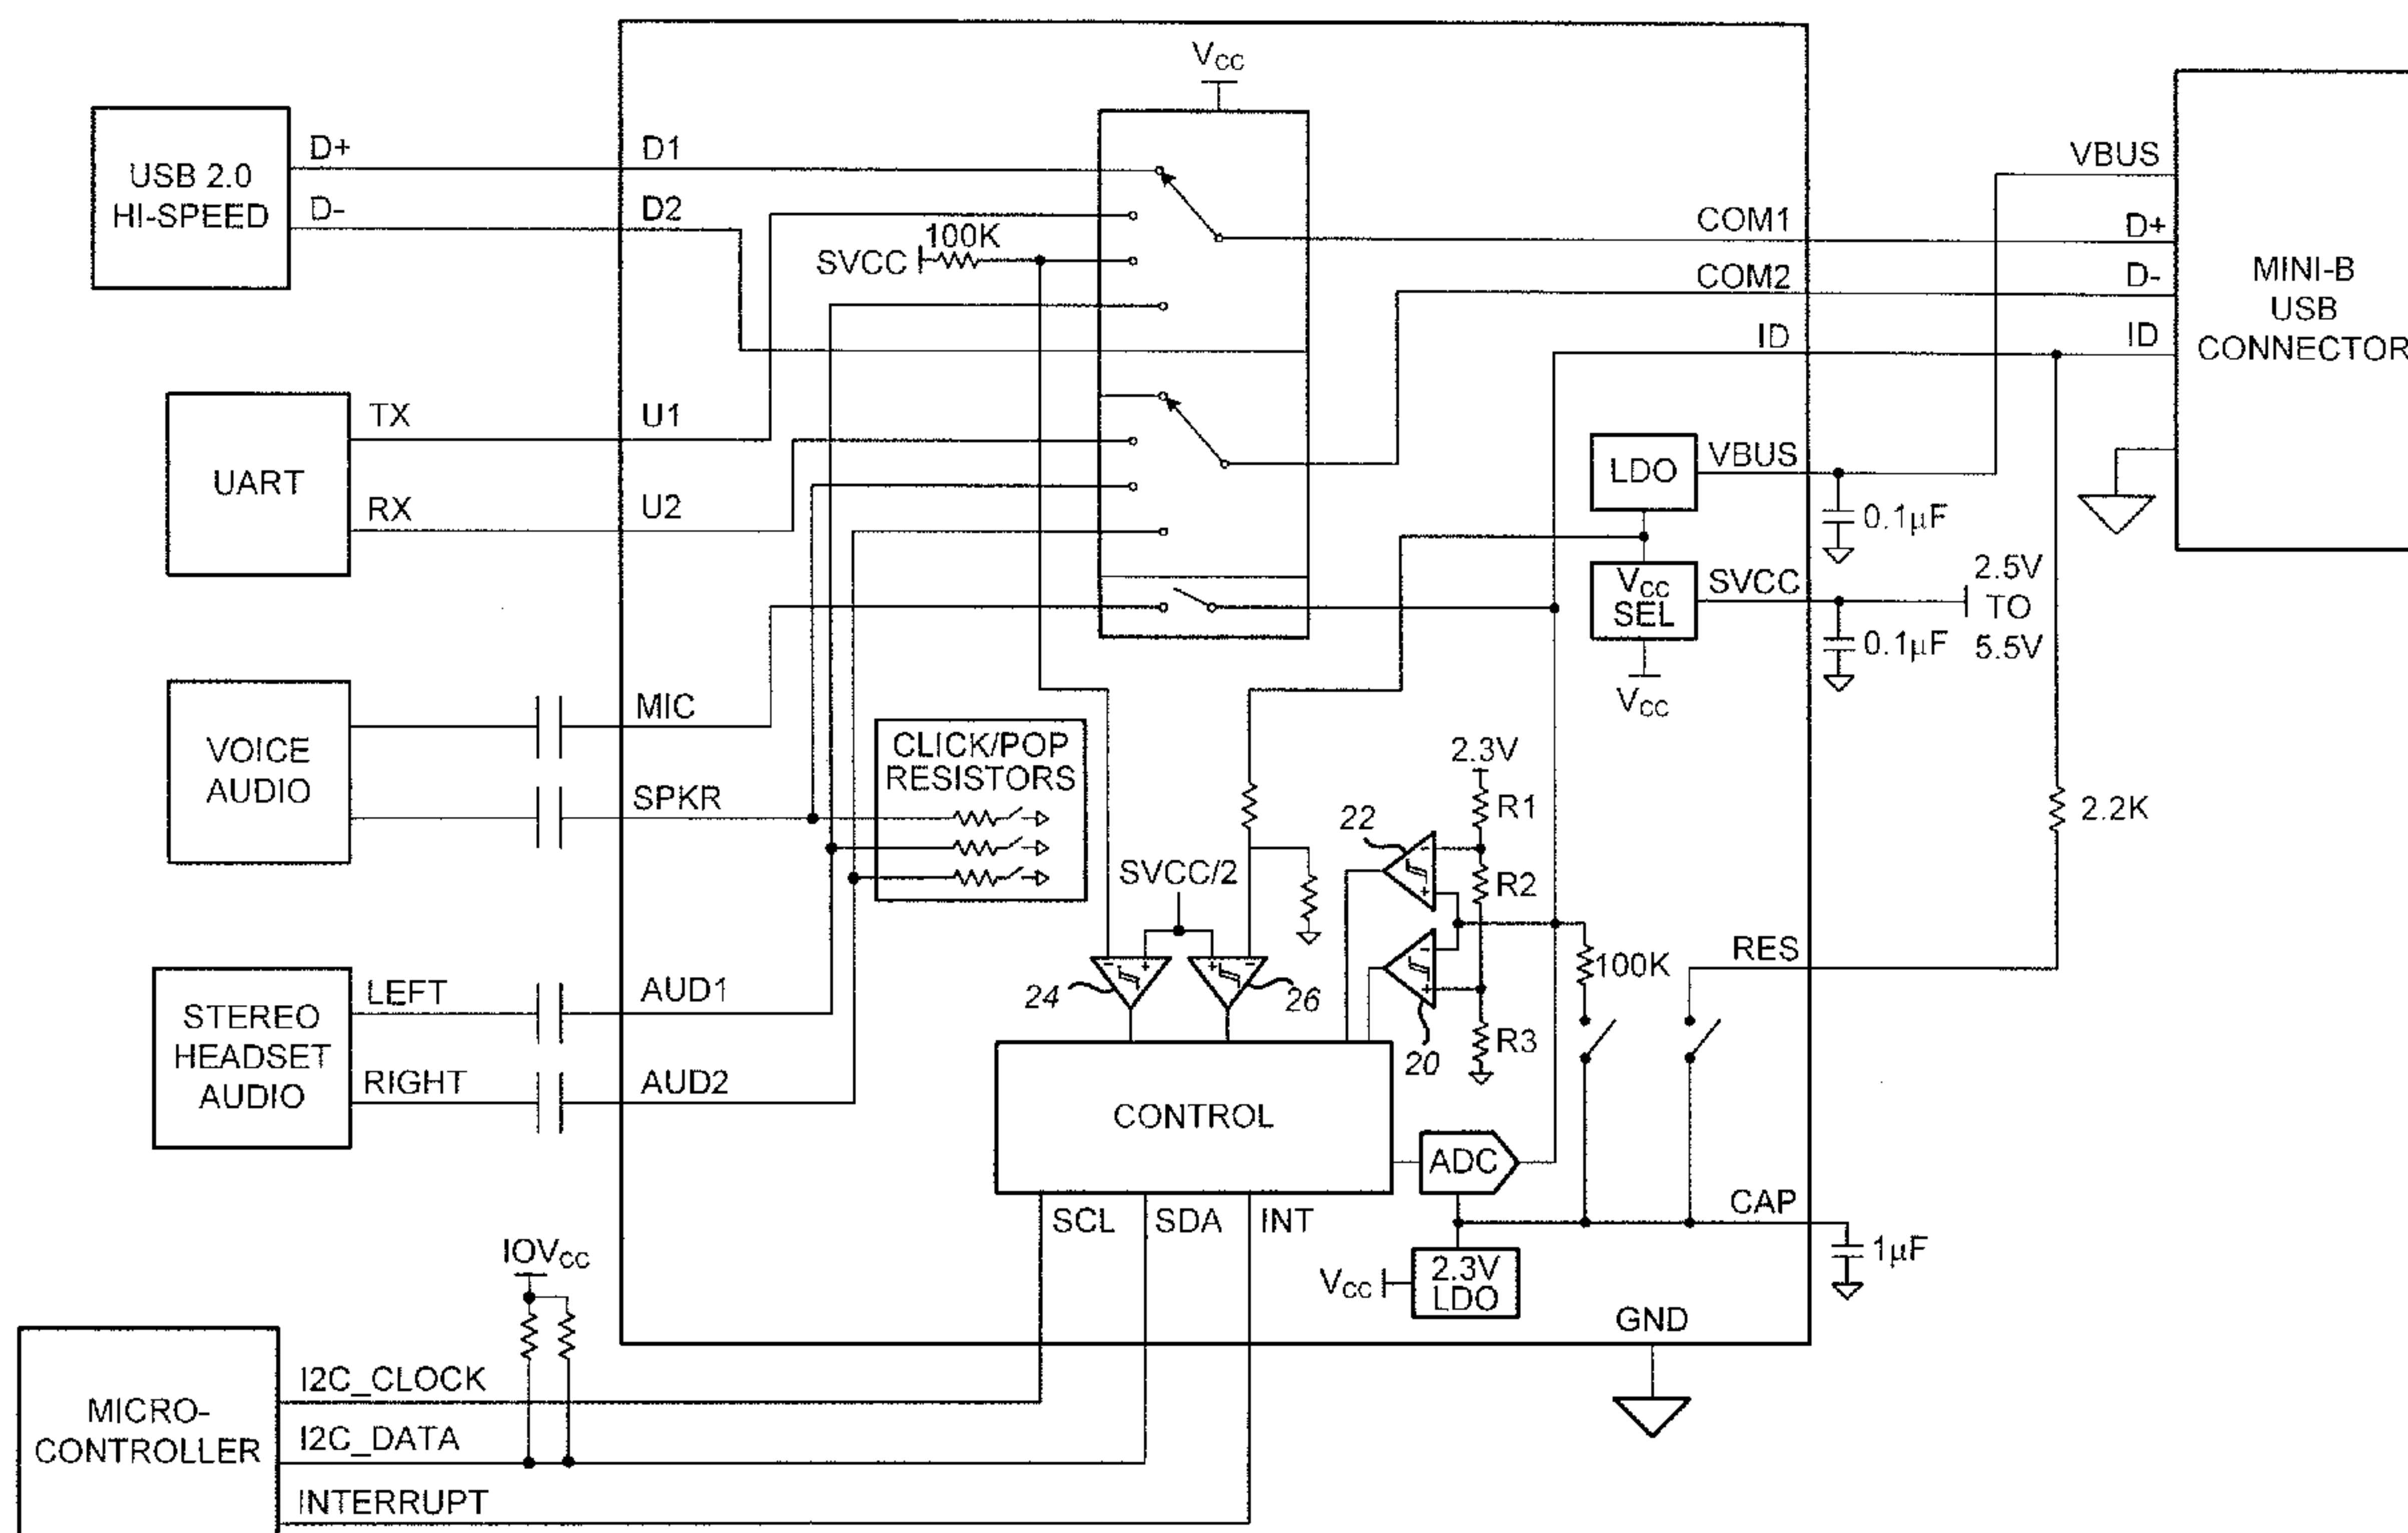 VCC
USB 2.0
HI-SPEED
D+
D-
D1
D2
100K
SVCC
COM1
COM2
ID
VBUS
D+
D-
ID
MINI-B
USB
CONNECTOR
UART
TX
RX
U1
U2
LDO
VBUS
0.1µF
VCC
SEL
SVCC
2.5V
TO
5.5V
0.1µF
VCC
VOICE
AUDIO
MIC
SPKR
CLICK/POP
RESISTORS
2.3V
R1
22
R2
2.2K
SVCC/2
24
26
20
R3
100K
RES
STEREO
HEADSET
AUDIO
LEFT
RIGHT
AUD1
AUD2
CONTROL
ADC
SCL
SDA
INT
CAP
1µF
VCC
2.3V
LDO
GND
IOVCC
MICRO-
CONTROLLER
I2C_CLOCK
I2C_DATA
INTERRUPT